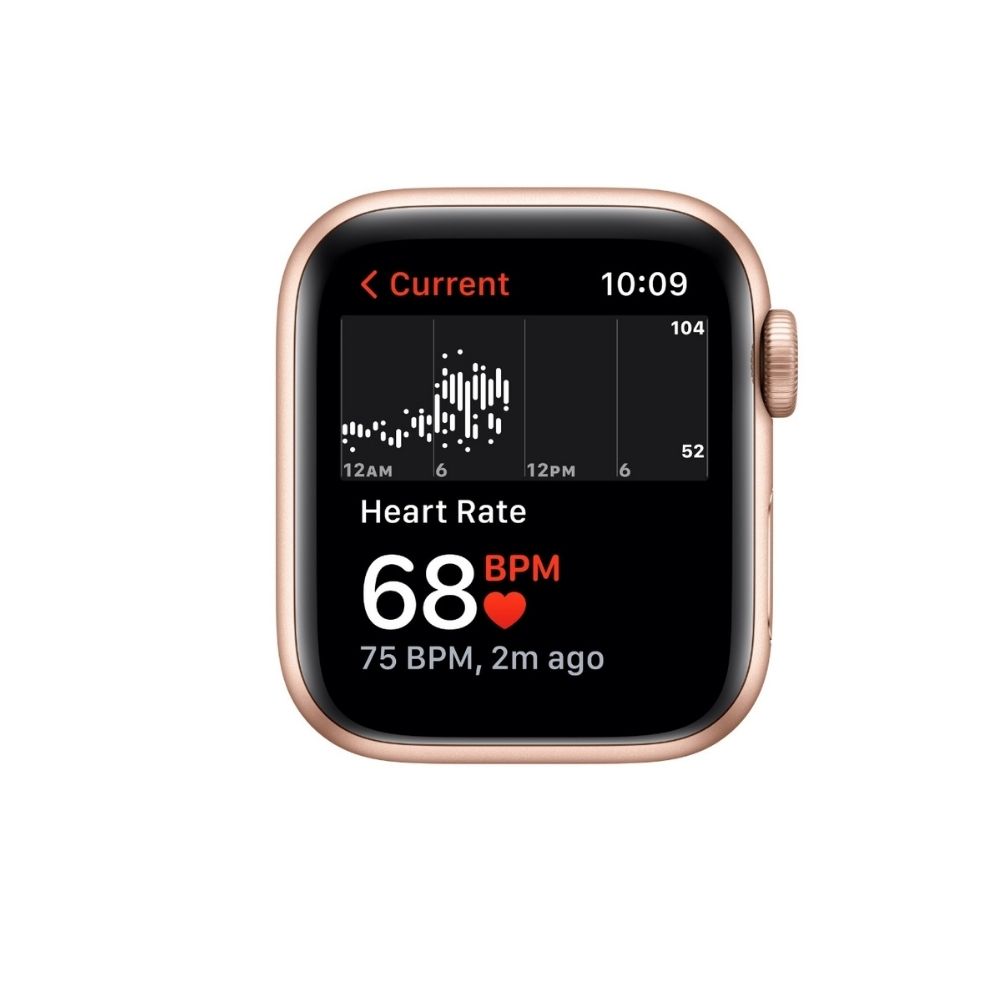 < Current 10:09
104
52
12AM 6 12PM 6
Heart Rate
68 BPM
75 BPM, 2m ago